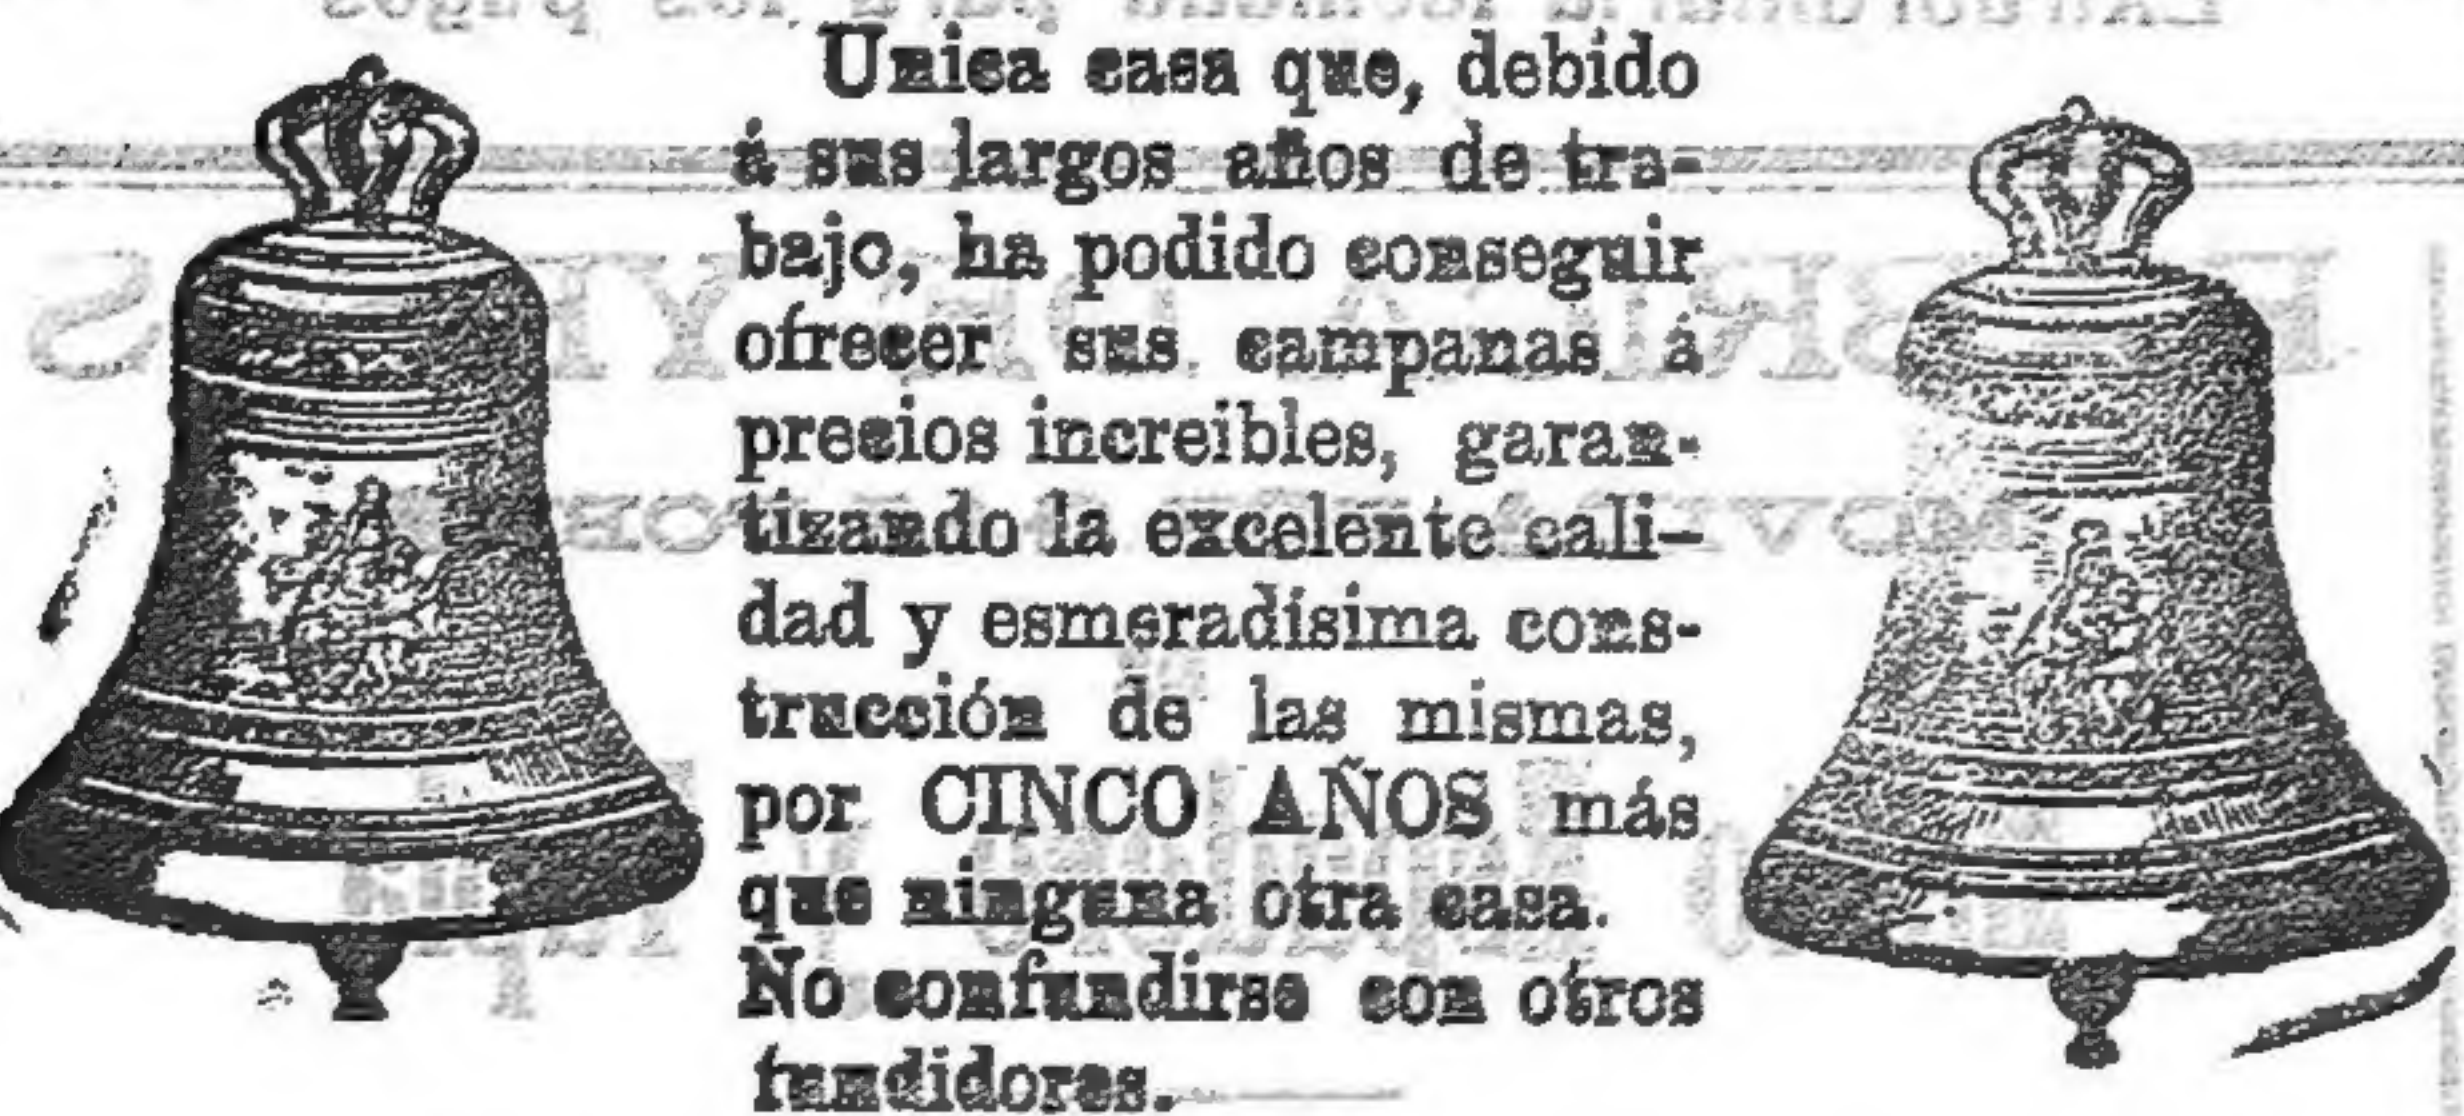 Unica casa que, debido
á sus largos años de tra-
bajo, ha podido conseguir
ofrecer sus campanas á
precios increibles, garan-
tizando la excelente cali-
dad y esmeradísima cons-
trucción de las mismas,
por CINCO AÑOS más
que ninguna otra casa.
No confundirse con otros
fundidores.